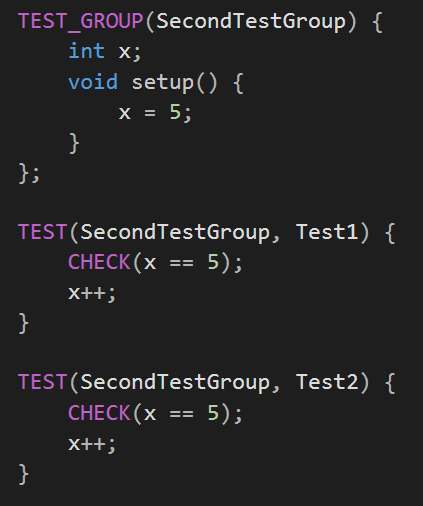 TEST_GROUP(SecondTestGroup) {
    int x;
    void setup() {
        x = 5;
    }
};

TEST(SecondTestGroup, Test1) {
    CHECK(x == 5);
    x++;
}

TEST(SecondTestGroup, Test2) {
    CHECK(x == 5);
    x++;
}